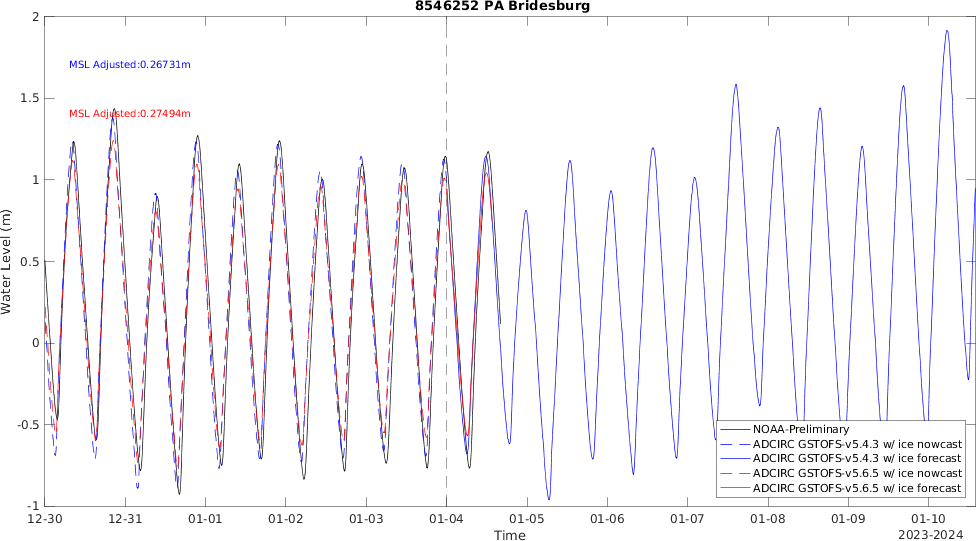 8546252 PA Bridesburg
MSL Adjusted:0.26731m
MSL Adjusted:0.27494m
Water Level (m)
2
1.5
1
0.5
0
-0.5
-1
NOAA-Preliminary
ADCIRC GSTOFS-v5.4.3 w/ ice nowcast
ADCIRC GSTOFS-v5.4.3 w/ ice forecast
ADCIRC GSTOFS-v5.6.5 w/ ice nowcast
ADCIRC GSTOFS-v5.6.5 w/ ice forecast
12-30 12-31 01-01 01-02 01-03 01-04 01-05 01-06 01-07 01-08 01-09 01-10
Time
2023-2024